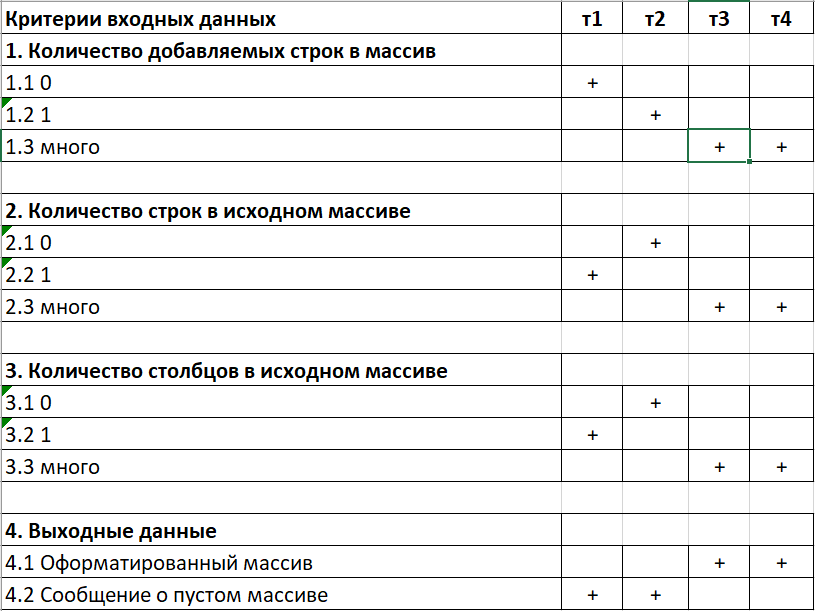 Критерии входных данных т1 т2 т3 т4
1. Количество добавляемых строк в массив
1.1 0 +
1.2 1 +
1.3 много + +
2. Количество строк в исходном массиве
2.1 0 +
2.2 1 +
2.3 много + +
3. Количество столбцов в исходном массиве
3.1 0 +
3.2 1 +
3.3 много + +
4. Выходные данные
4.1 Оформатированный массив + +
4.2 Сообщение о пустом массиве + +